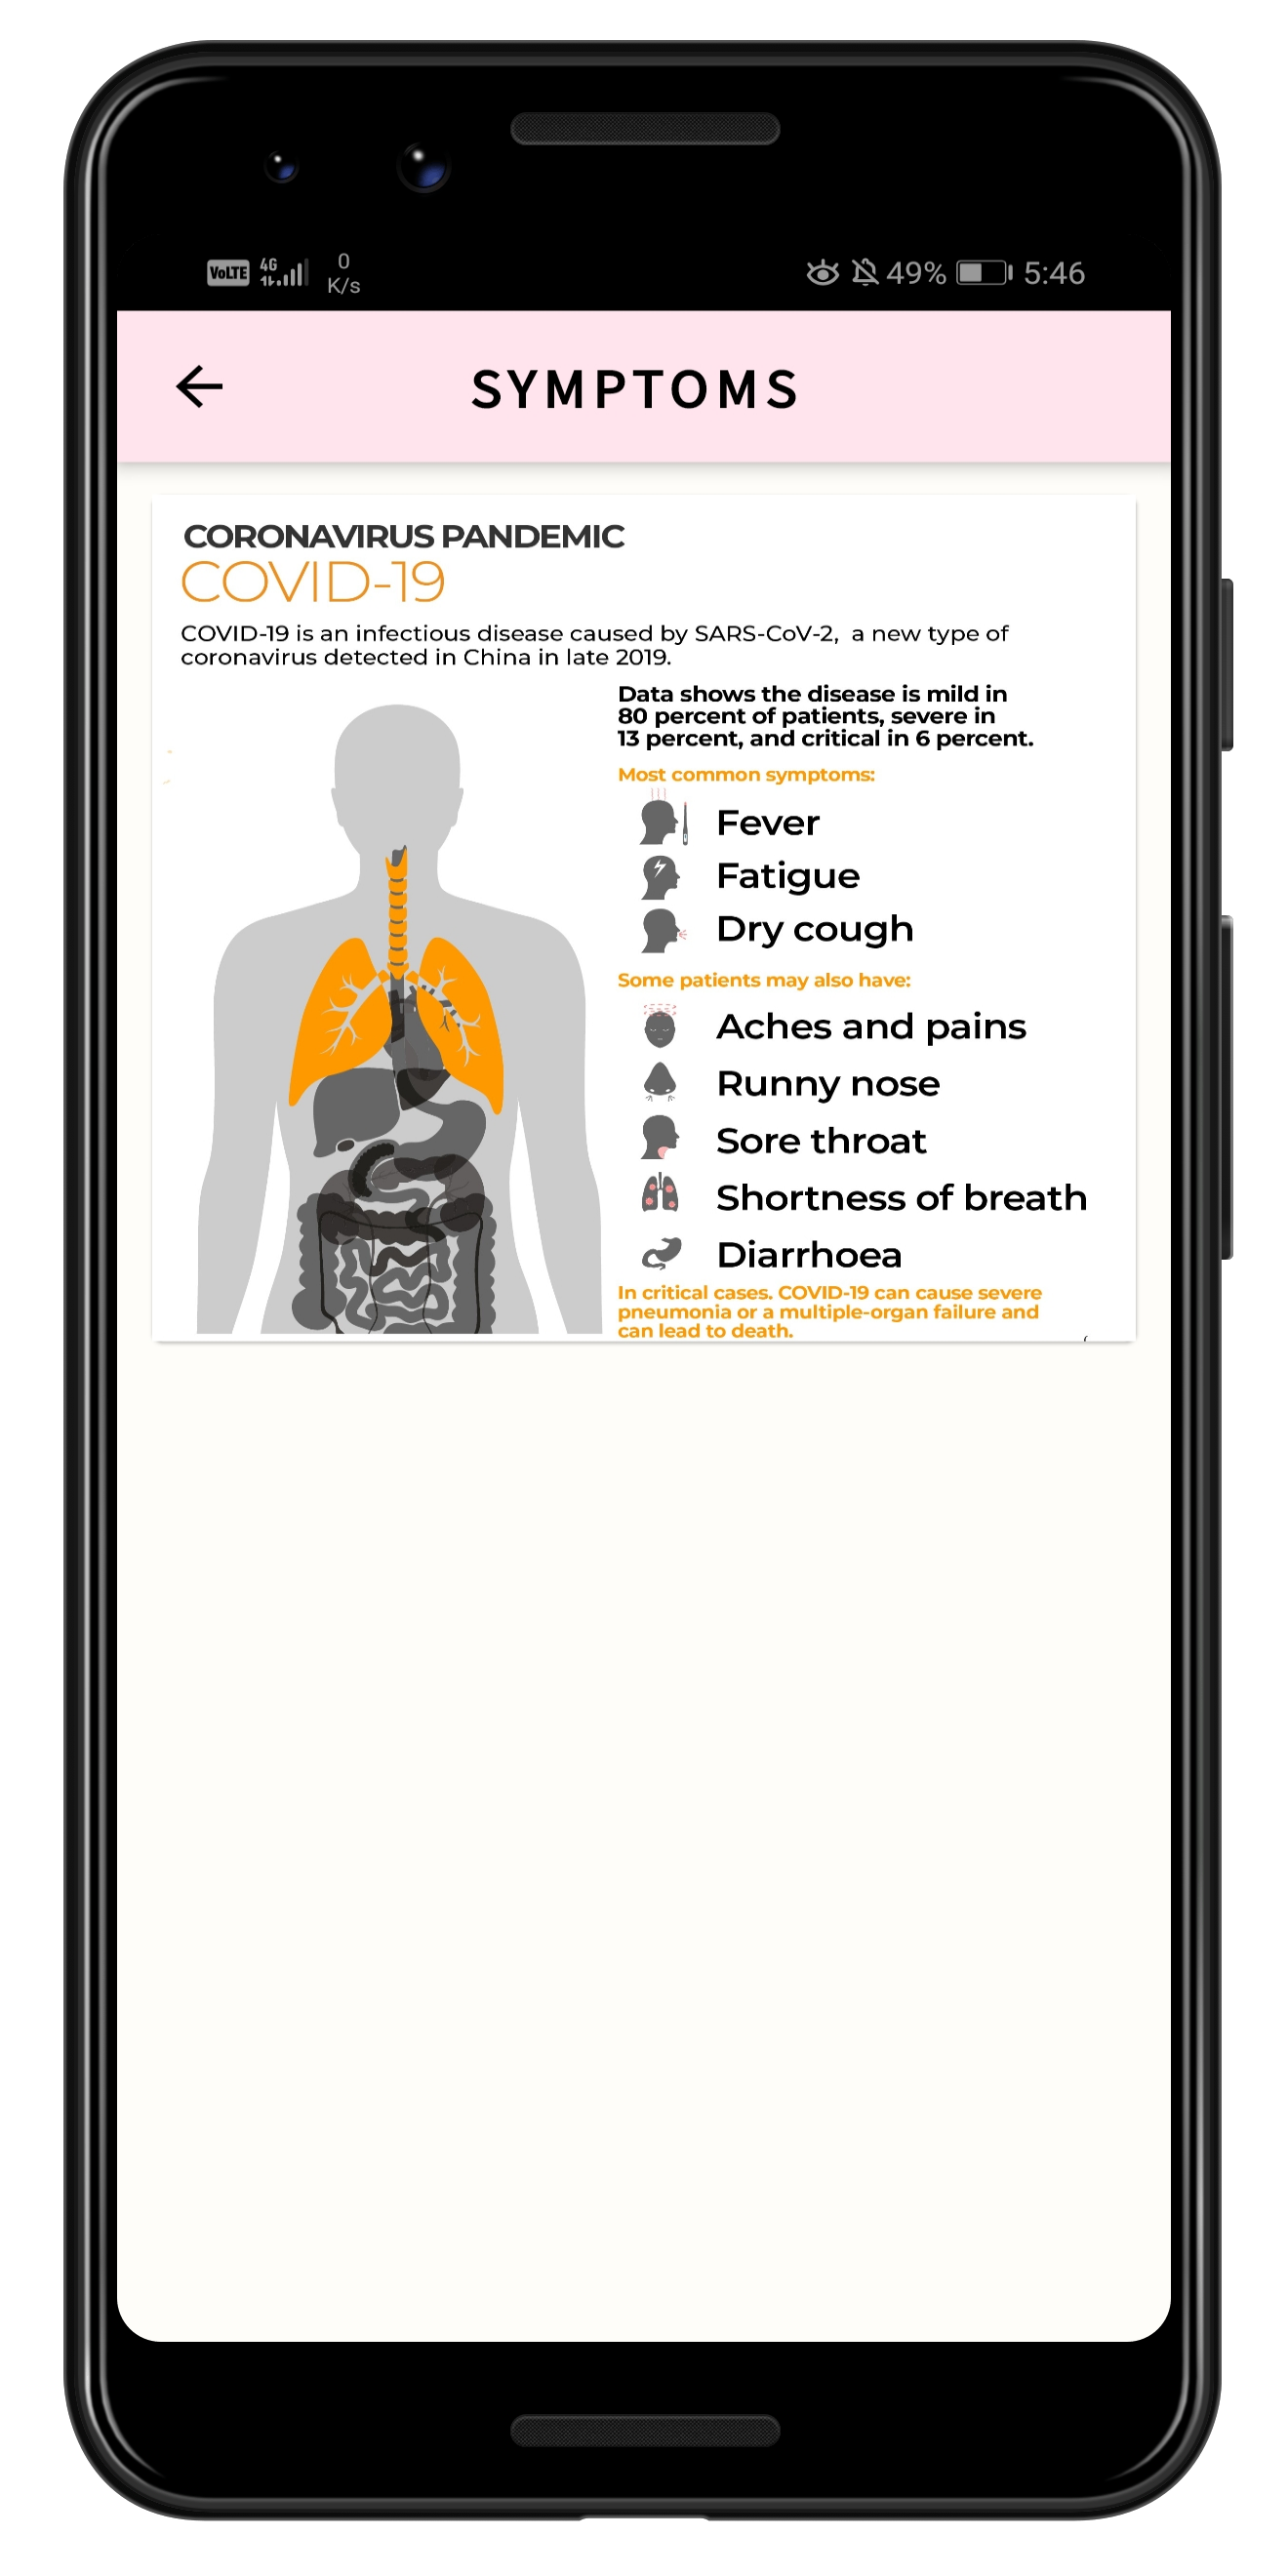 VoLTE 4G 0 K/s 49% 5:46
SYMPTOMS
CORONAVIRUS PANDEMIC
COVID-19
COVID-19 is an infectious disease caused by SARS-CoV-2, a new type of
coronavirus detected in China in late 2019.
Data shows the disease is mild in
80 percent of patients, severe in
13 percent, and critical in 6 percent.
Most common symptoms:
Fever
Fatigue
Dry cough
Some patients may also have:
Aches and pains
Runny nose
Sore throat
Shortness of breath
Diarrhoea
In critical cases. COVID-19 can cause severe
pneumonia or a multiple-organ failure and
can lead to death.